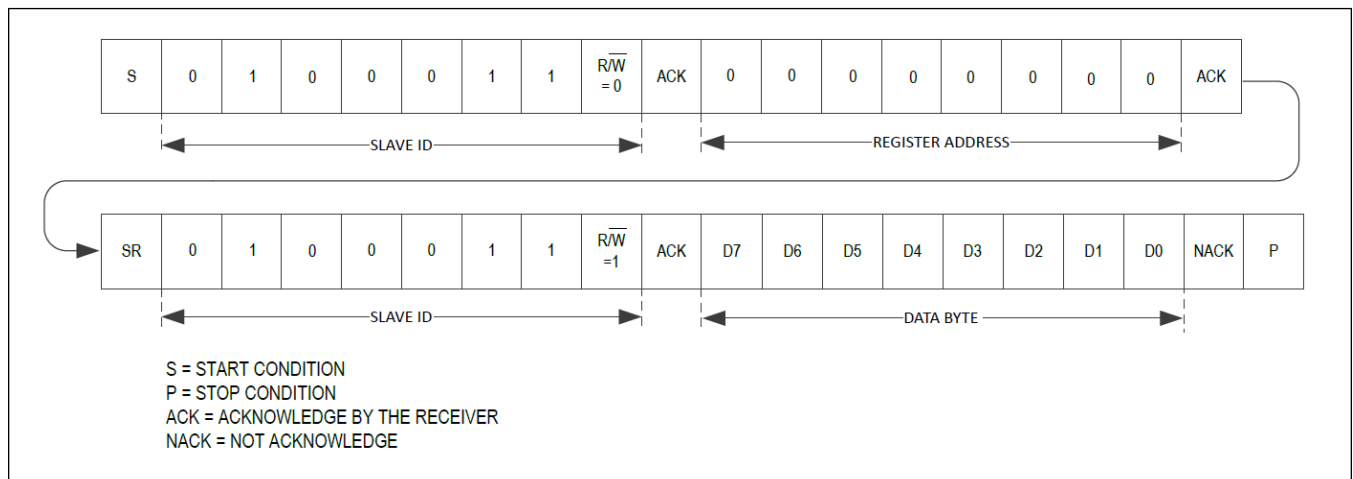 S 0 1 0 0 0 1 1 R/W̅ = 0 ACK 0 0 0 0 0 0 0 0 ACK
SLAVE ID REGISTER ADDRESS
SR 0 1 0 0 0 1 1 R/W̅ =1 ACK D7 D6 D5 D4 D3 D2 D1 D0 NACK P
SLAVE ID DATA BYTE
S = START CONDITION
P = STOP CONDITION
ACK = ACKNOWLEDGE BY THE RECEIVER
NACK = NOT ACKNOWLEDGE